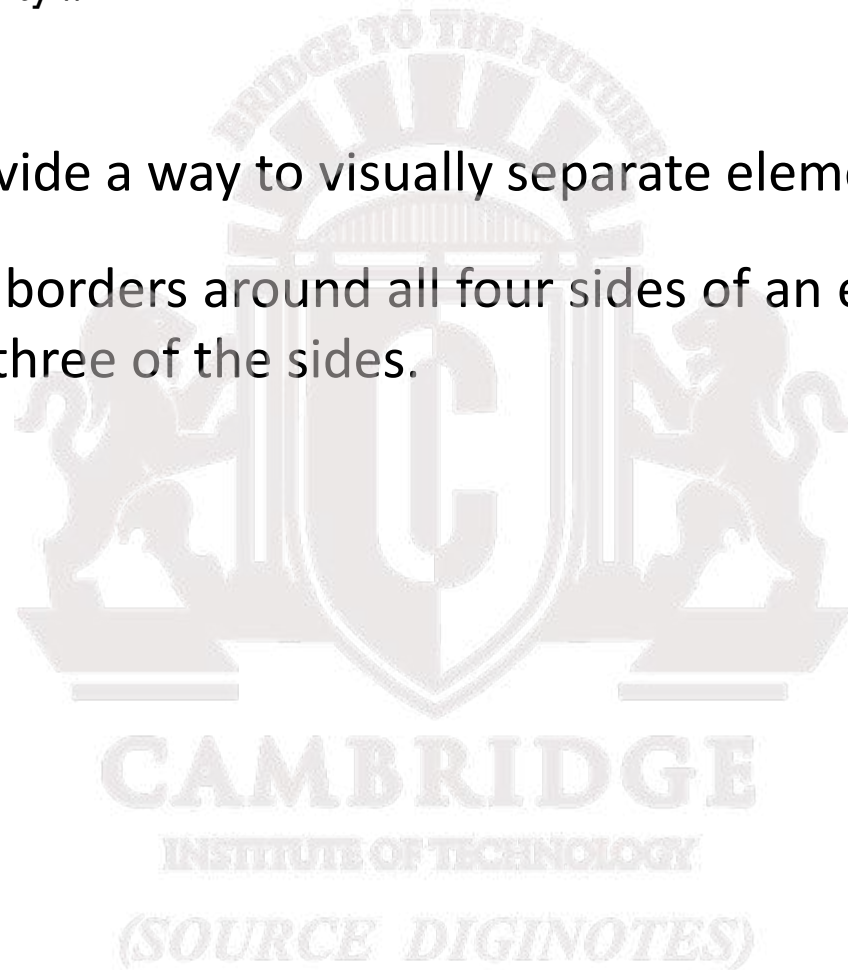 BRIDGE TO THE FUTURE
vide a way to visually separate
borders around all four sides of an
three of the sides.
C
CAMBRIDGE
INSTITUTE OF TECHNOLOGY
(SOURCE DIGINOTES)